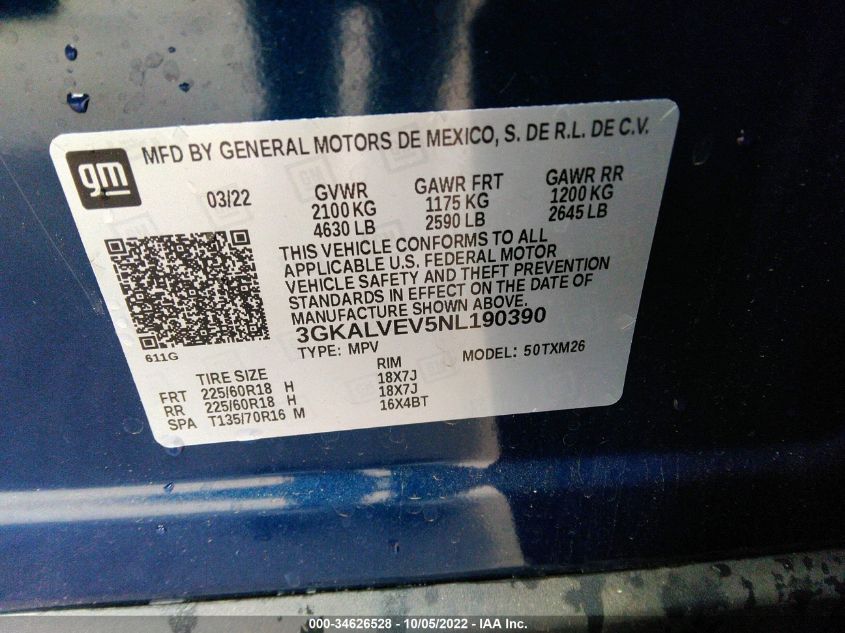 gm
MFD BY GENERAL MOTORS DE MEXICO, S. DE R.L. DE C.V.
03/22 GVWR GAWR FRT GAWR RR
2100 KG 1175 KG 1200 KG
4630 LB 2590 LB 2645 LB
THIS VEHICLE CONFORMS TO ALL
APPLICABLE U.S. FEDERAL MOTOR
VEHICLE SAFETY AND THEFT PREVENTION
STANDARDS IN EFFECT ON THE DATE OF
MANUFACTURE SHOWN ABOVE.
3GKALVEV5NL190390
611G
TYPE: MPV MODEL: 50TXM26
TIRE SIZE RIM
FRT 225/60R18 H 18X7J
RR 225/60R18 H 18X7J
SPA T135/70R16 M 16X4BT
000-34626528 - 10/05/2022 - IAA Inc.